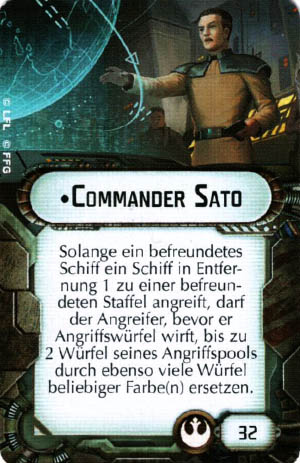 © LFL © FFG
•Commander Sato
Solange ein befreundetes
Schiff ein Schiff in Entfer-
nung 1 zu einer befreun-
deten Staffel angreift, darf
der Angreifer, bevor er
Angriffswürfel wirft, bis zu
2 Würfel seines Angriffspools
durch ebenso viele Würfel
beliebiger Farbe(n) ersetzen.
32